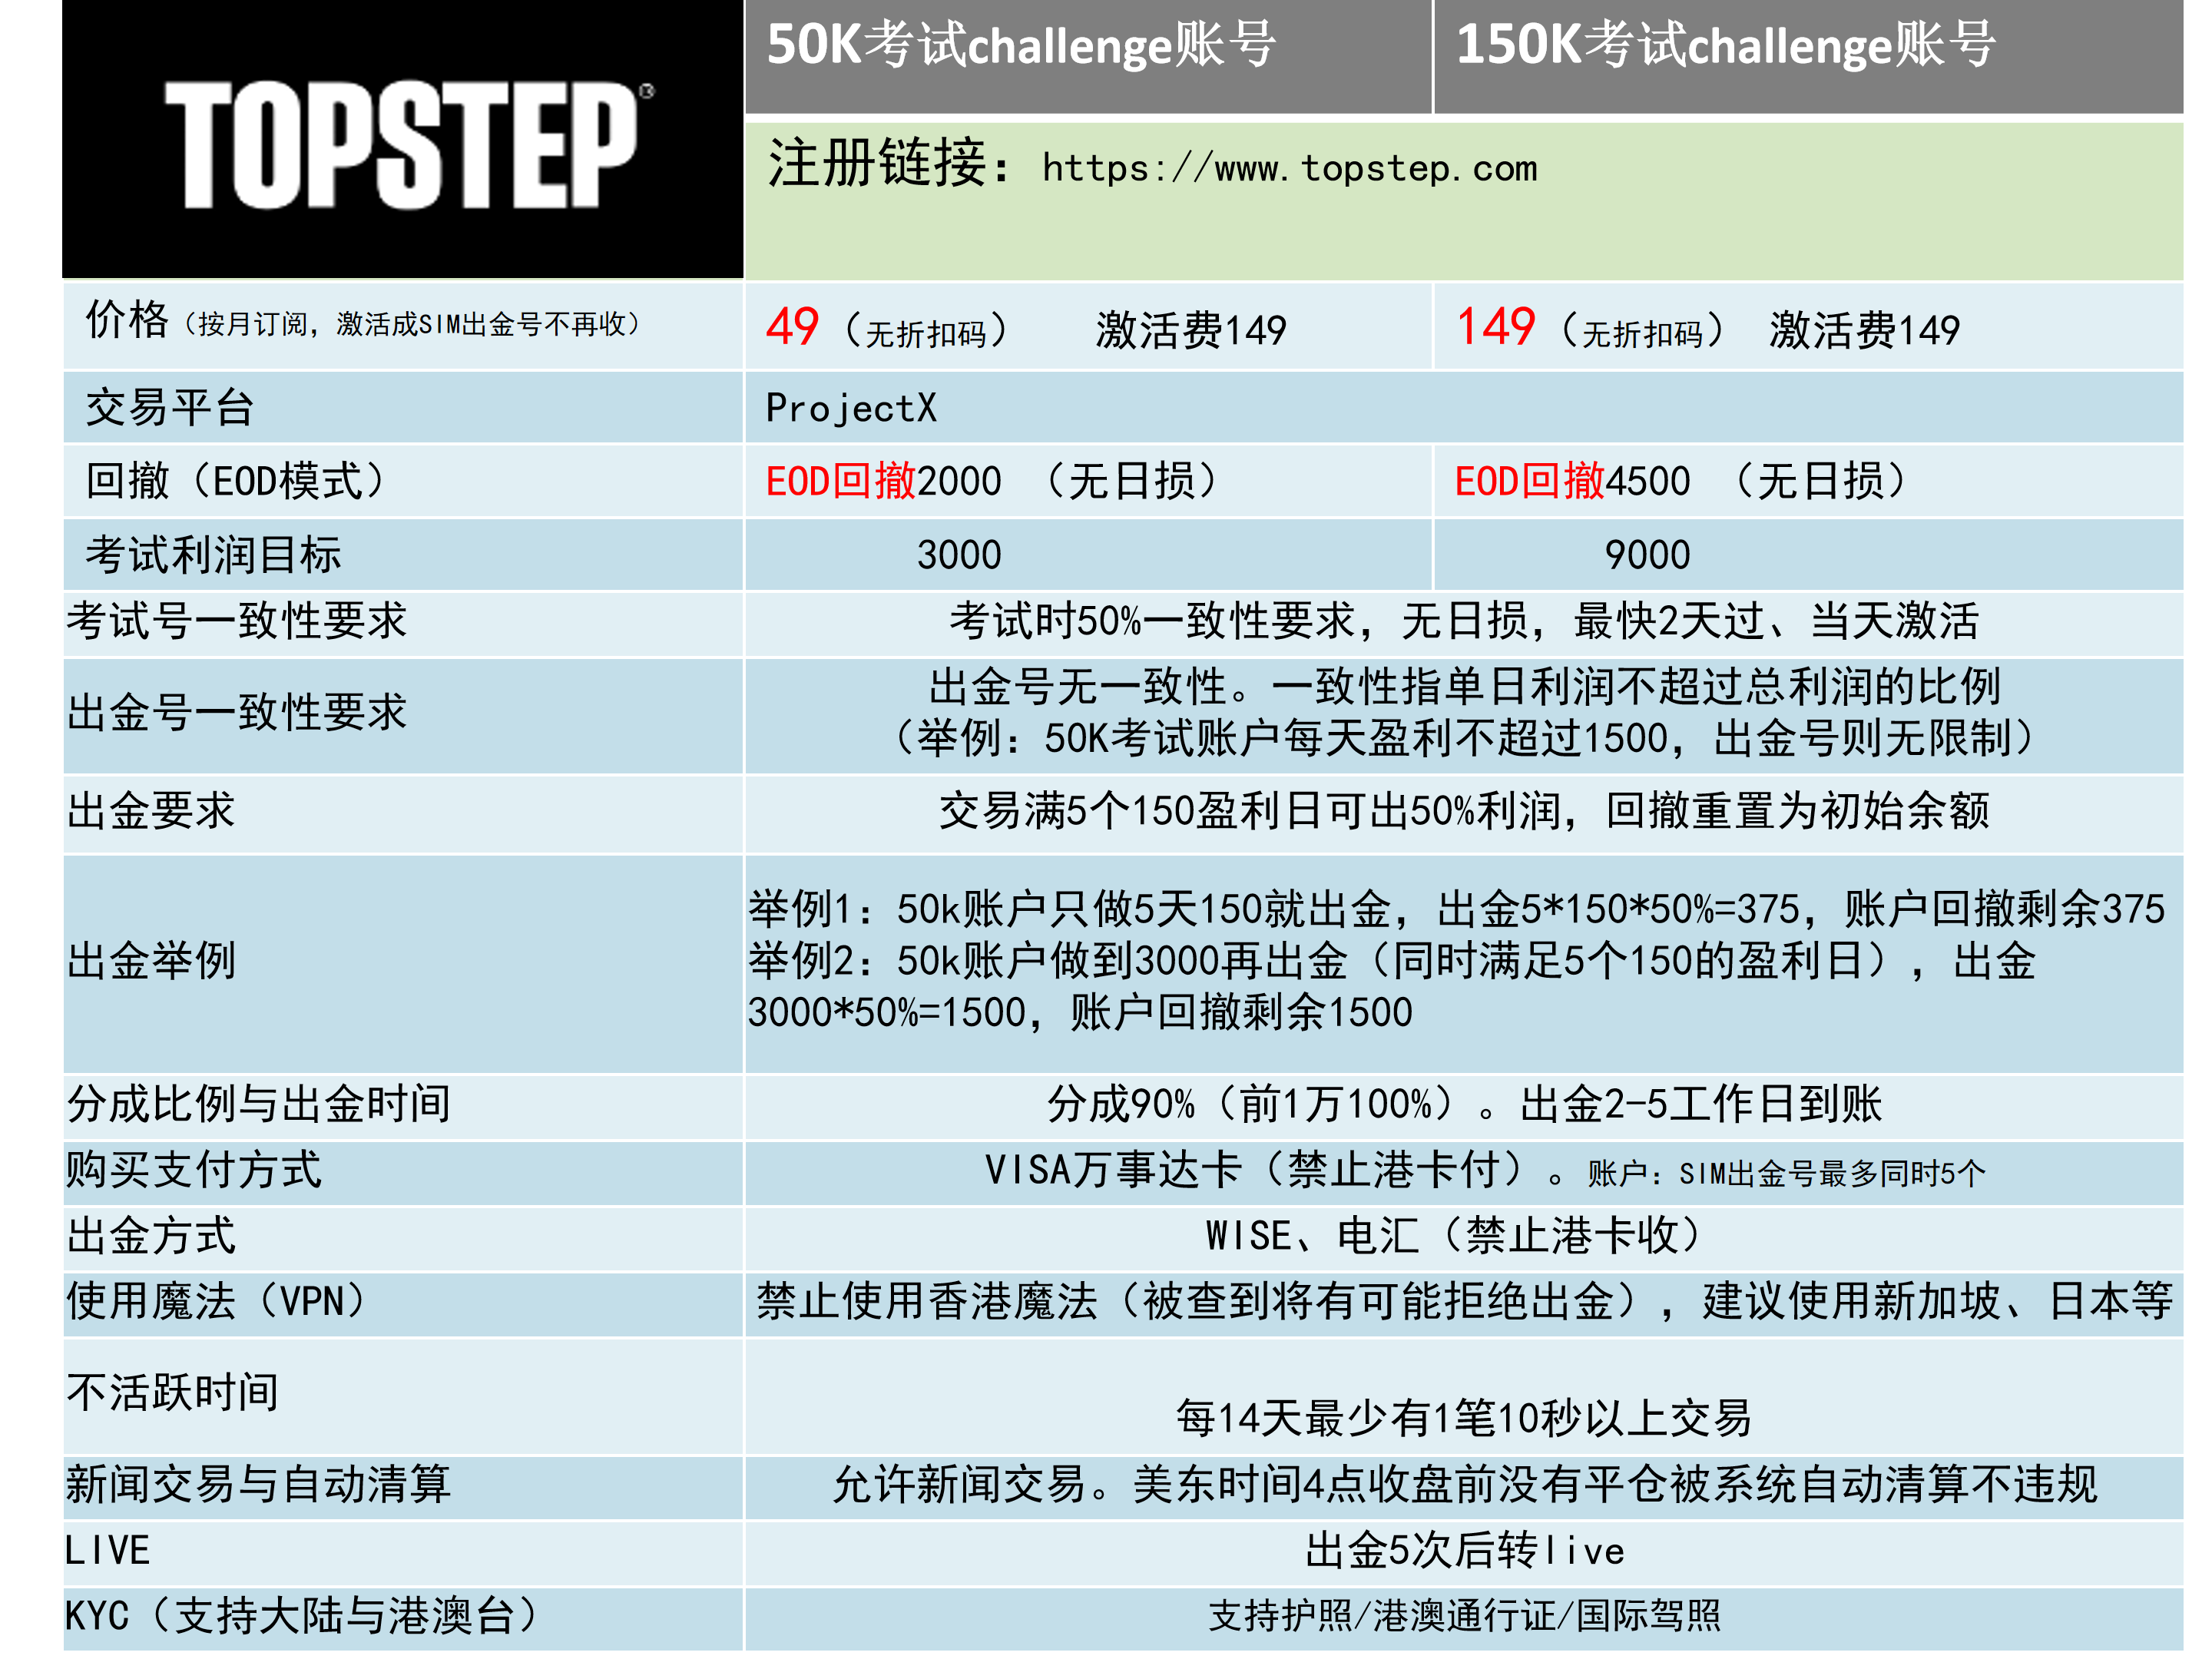 TOPSTEP®
50K考试challenge账号
150K考试challenge账号
注册链接：https://www.topstep.com
价格（按月订阅，激活成SIM出金号不再收）
49（无折扣码） 激活费149
149（无折扣码） 激活费149
交易平台
ProjectX
回撤（EOD模式）
EOD回撤2000 （无日损）
EOD回撤4500 （无日损）
考试利润目标
3000
9000
考试号一致性要求
考试时50%一致性要求，无日损，最快2天过、当天激活
出金号一致性要求
出金号无一致性。一致性指单日利润不超过总利润的比例
（举例：50K考试账户每天盈利不超过1500，出金号则无限制）
出金要求
交易满5个150盈利日可出50%利润，回撤重置为初始余额
出金举例
举例1：50k账户只做5天150就出金，出金5*150*50%=375，账户回撤剩余375
举例2：50k账户做到3000再出金（同时满足5个150的盈利日），出金
3000*50%=1500，账户回撤剩余1500
分成比例与出金时间
分成90%（前1万100%）。出金2-5工作日到账
购买支付方式
VISA万事达卡（禁止港卡付）。账户：SIM出金号最多同时5个
出金方式
WISE、电汇（禁止港卡收）
使用魔法（VPN）
禁止使用香港魔法（被查到将有可能拒绝出金），建议使用新加坡、日本等
不活跃时间
每14天最少有1笔10秒以上交易
新闻交易与自动清算
允许新闻交易。美东时间4点收盘前没有平仓被系统自动清算不违规
LIVE
出金5次后转live
KYC（支持大陆与港澳台）
支持护照/港澳通行证/国际驾照